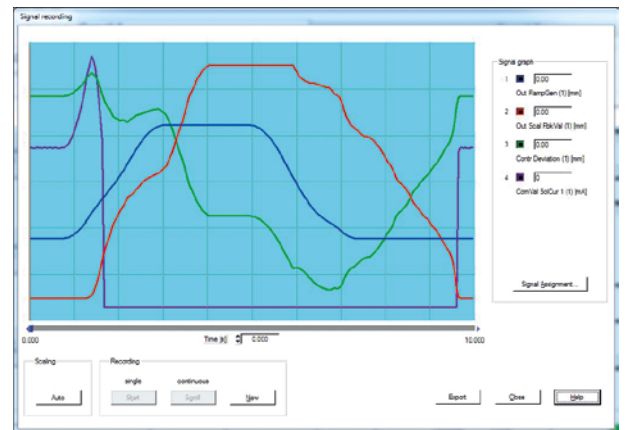 Signal recording
Signal graph
1 0.00
Out RampGen (1) [mm]
2 0.00
Out Scal FbkVal (1) [mm]
3 0.00
Contr Deviation (1) [mm]
4 0
ComVal SolCur 1 (1) [mA]
Signal Assignment...
0.000 Time [s] 0.000 10.000
Scaling
Recording
single continuous
Auto Start New
Export Close Help